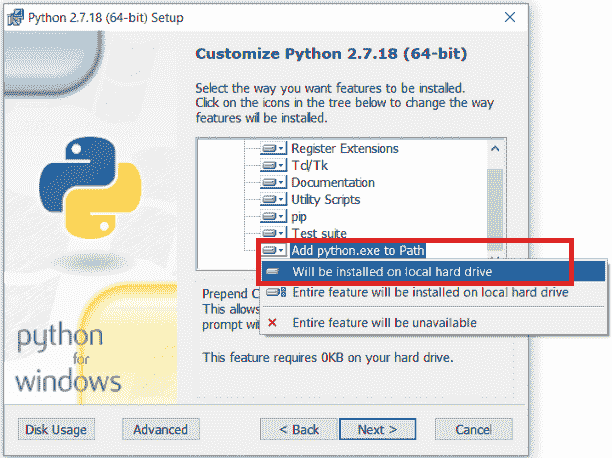 Python 2.7.18 (64-bit) Setup
Customize Python 2.7.18 (64-bit)
Select the way you want features to be installed.
Click on the icons in the tree below to change the way
features will be installed.
Register Extensions
Tcl/Tk
Documentation
Utility Scripts
pip
Test suite
Add python.exe to Path
Will be installed on local hard drive
Entire feature will be installed on local hard drive
Entire feature will be unavailable
Prepend
This allows
prompt
This feature requires 0KB on your hard drive.
python
for
windows
Disk Usage
Advanced
< Back
Next >
Cancel